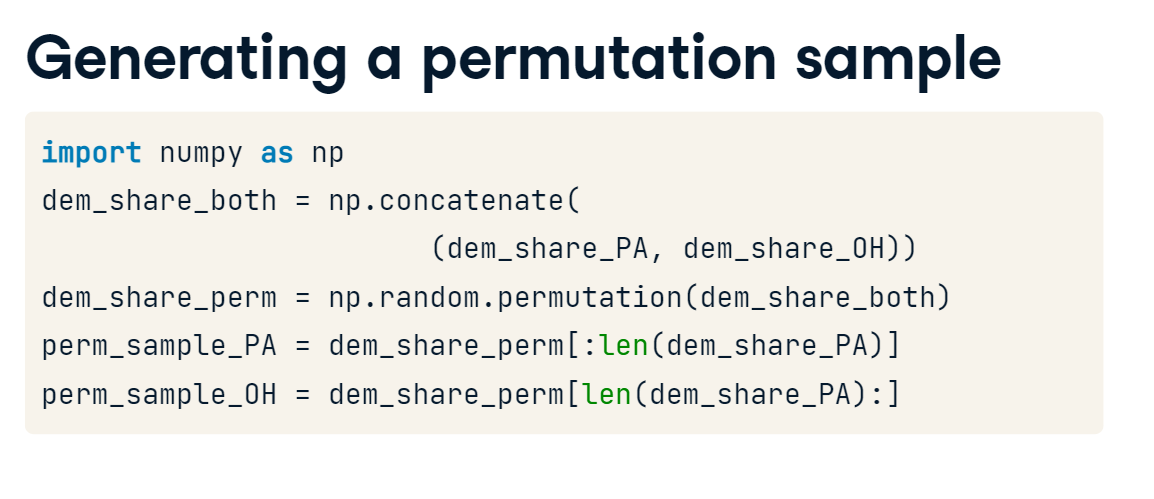 Generating a permutation sample
import numpy as np
dem_share_both = np.concatenate(
(dem_share_PA, dem_share_OH))
dem_share_perm = np.random.permutation(dem_share_both)
perm_sample_PA = dem_share_perm[:len(dem_share_PA)]
perm_sample_OH = dem_share_perm[len(dem_share_PA):]